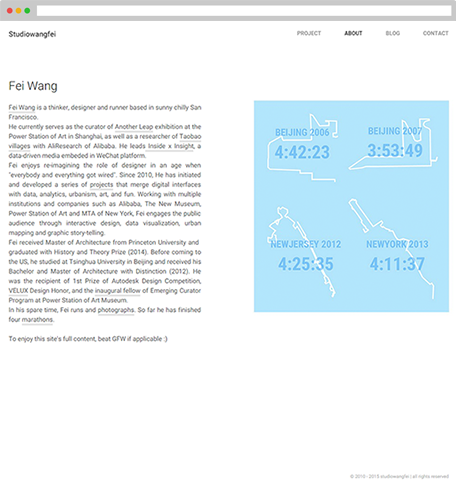 Studiowangfei
PROJECT ABOUT BLOG CONTACT
Fei Wang
Fei Wang is a thinker, designer and runner based in sunny chilly San
Francisco.
He currently serves as the curator of Another Leap exhibition at the
Power Station of Art in Shanghai, as well as a researcher of Taobao
villages with AliResearch of Alibaba. He leads Inside x Insight, a
data-driven media embeded in WeChat platform.
Fei enjoys re-imagining the role of designer in an age when
"everybody and everything got wired". Since 2010, He has initiated
and developed a series of projects that merge digital interfaces
with data, analytics, urbanism, art, and fun. Working with multiple
institutions and companies such as Alibaba, The New Museum,
Power Station of Art and MTA of New York, Fei engages the public
audience through interactive design, data visualization, urban
mapping and graphic story-telling.
Fei received Master of Architecture from Princeton University and
graduated with History and Theory Prize (2014). Before coming to
the US, he studied at Tsinghua University in Beijing and received his
Bachelor and Master of Architecture with Distinction (2012). He
was the recipient of 1st Prize of Autodesk Design Competition,
VELUX Design Honor, and the inaugural fellow of Emerging Curator
Program at Power Station of Art Museum.
In his spare time, Fei runs and photographs. So far he has finished
four marathons.
To enjoy this site's full content, beat GFW if applicable :)
BEIJING 2006
4:42:23
BEIJING 2007
3:53:49
NEWJERSEY 2012
4:25:35
NEWYORK 2013
4:11:37
© 2010 - 2015 studiowangfei | all rights reserved